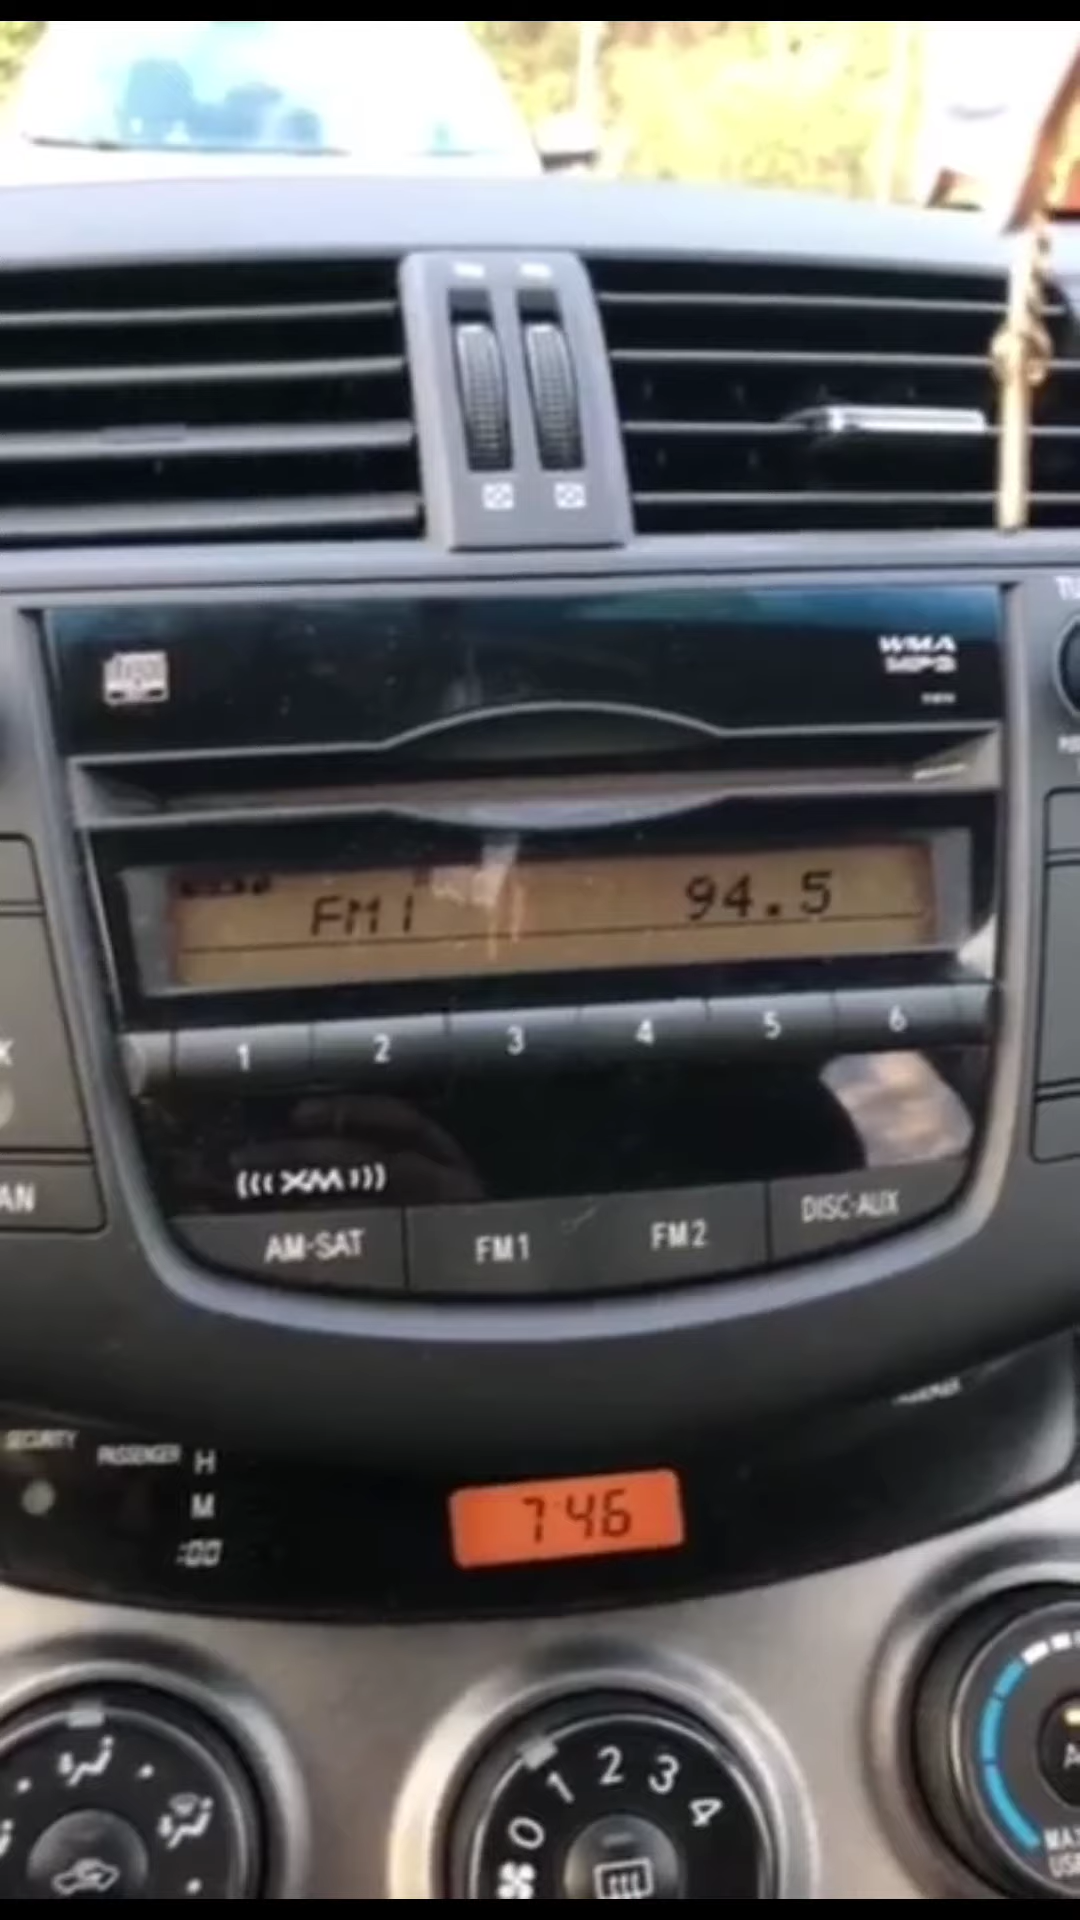 WMA
MP3
FM1 94.5
1 2 3 4 5 6
XM
AM·SAT FM1 FM2 DISC·AUX
SECURITY
PASSENGER
H
M
:00
7:46
0 1 2 3 4